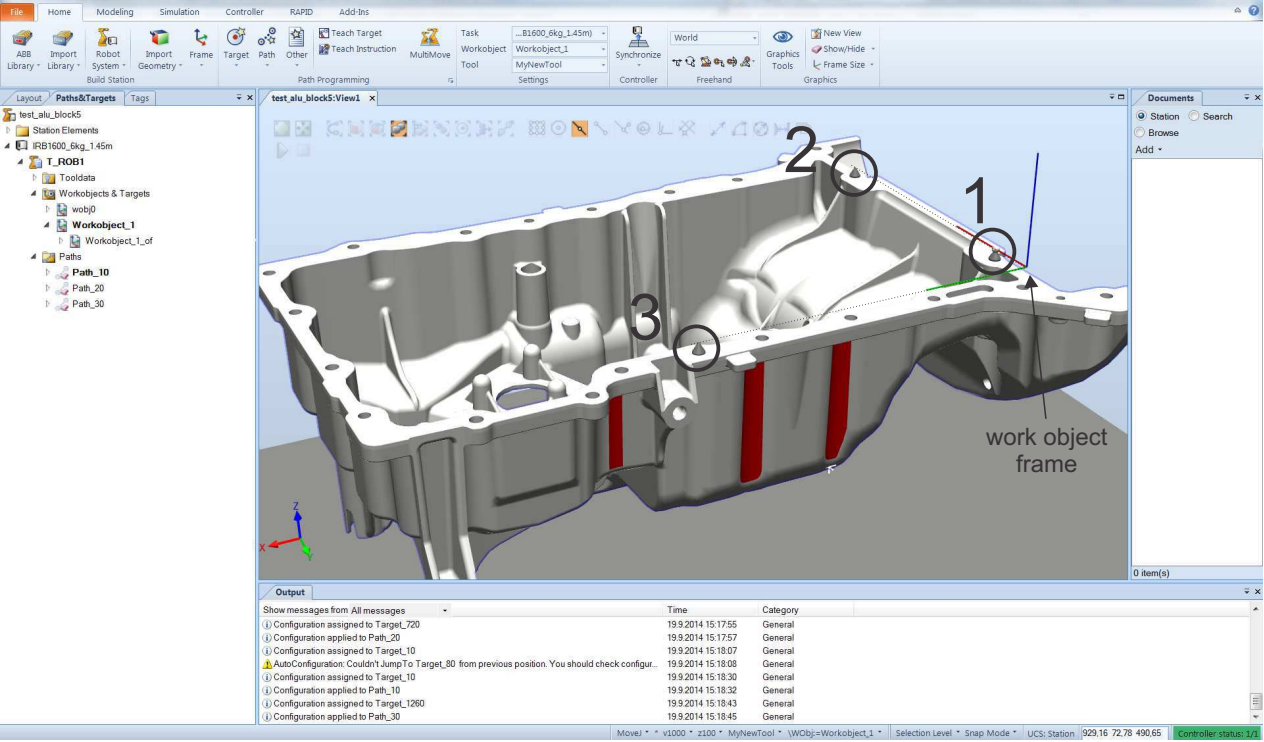 File Home Modeling Simulation Controller RAPID Add-Ins
ABB Library
Import Library
Robot System
Import Geometry
Frame
Build Station
Target
Path
Other
Teach Target
Teach Instruction
MultiMove
Path Programming
Task ...B1600_6kg_1.45m)
Workobject Workobject_1
Tool MyNewTool
Settings
Synchronize
Controller
World
Freehand
Graphics Tools
New View
Show/Hide
Frame Size
Graphics
Layout Paths&Targets Tags
test_alu_block5
Station Elements
IRB1600_6kg_1.45m
T_ROB1
Tooldata
Workobjects & Targets
wobj0
Workobject_1
Workobject_1_of
Paths
Path_10
Path_20
Path_30
test_alu_block5:View1
2
1
3
work object
frame
Z
X
Y
Documents
Station Search
Browse
Add
0 item(s)
Output
Show messages from All messages Time Category
Configuration assigned to Target_720 19.9.2014 15:17:55 General
Configuration applied to Path_20 19.9.2014 15:17:57 General
Configuration assigned to Target_10 19.9.2014 15:18:07 General
AutoConfiguration: Couldn't JumpTo Target_80 from previous position. You should check configur... 19.9.2014 15:18:08 General
Configuration assigned to Target_10 19.9.2014 15:18:30 General
Configuration applied to Path_10 19.9.2014 15:18:32 General
Configuration assigned to Target_1260 19.9.2014 15:18:43 General
Configuration applied to Path_30 19.9.2014 15:18:45 General
MoveJ * v1000 z100 MyNewTool \WObj:=Workobject_1 Selection Level Snap Mode UCS: Station 929,16 72,78 490,65 Controller status: 1/1